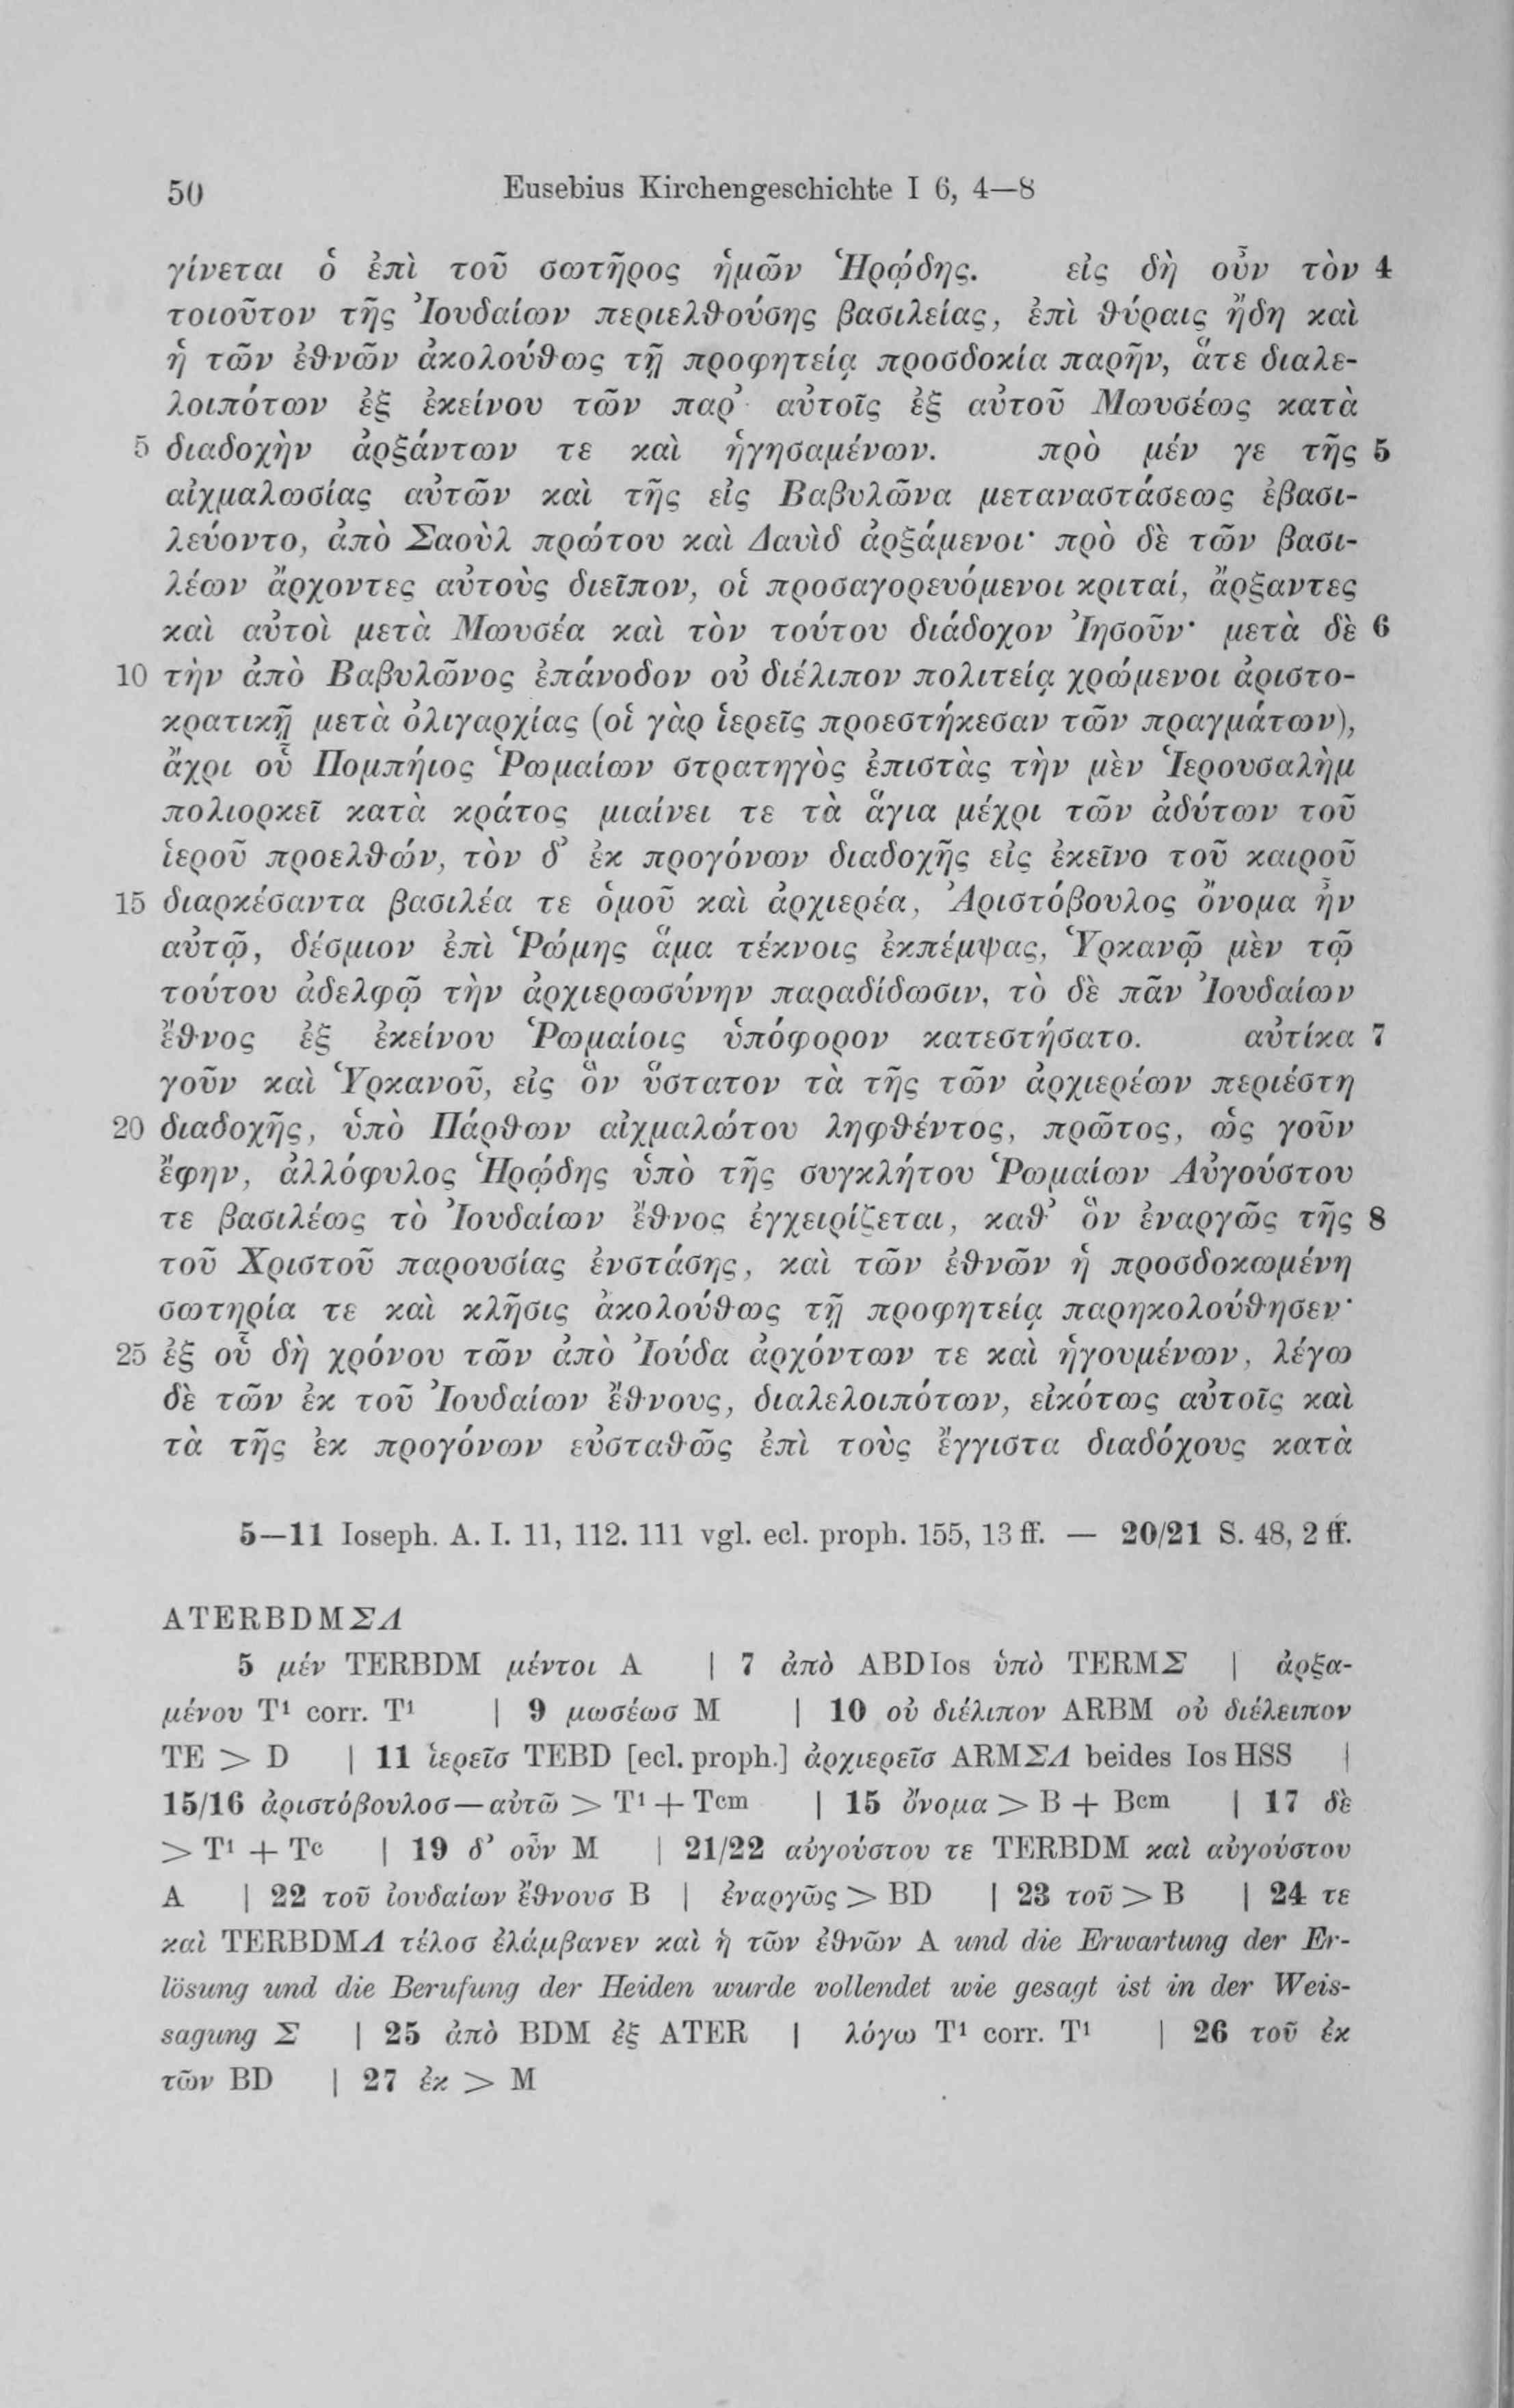 50 Eusebius Kirchengeschichte I 6, 4—8
γίνεται ὁ ἐπὶ τοῦ σωτῆρος ἡμῶν Ἡρῴδης. εἰς δὴ οὖν τὸν 4
τοιοῦτον τῆς Ἰουδαίων περιελθούσης βασιλείας, ἐπὶ θύραις ἤδη καὶ
ἡ τῶν ἐθνῶν ἀκολούθως τῇ προφητείᾳ προσδοκία παρῆν, ἅτε διαλε-
λοιπότων ἐξ ἐκείνου τῶν παρ᾽ αὐτοῖς ἐξ αὐτοῦ Μωυσέως κατὰ
5 διαδοχὴν ἀρξάντων τε καὶ ἡγησαμένων. πρὸ μέν γε τῆς 5
αἰχμαλωσίας αὐτῶν καὶ τῆς εἰς Βαβυλῶνα μεταναστάσεως ἐβασι-
λεύοντο, ἀπὸ Σαοὺλ πρώτου καὶ Δαυὶδ ἀρξάμενοι· πρὸ δὲ τῶν βασι-
λέων ἄρχοντες αὐτοὺς διεῖπον, οἱ προσαγορευόμενοι κριταί, ἄρξαντες
καὶ αὐτοὶ μετὰ Μωυσέα καὶ τὸν τούτου διάδοχον Ἰησοῦν· μετὰ δὲ 6
10 τὴν ἀπὸ Βαβυλῶνος ἐπάνοδον οὐ διέλιπον πολιτείᾳ χρώμενοι ἀριστο-
κρατικῇ μετὰ ὀλιγαρχίας (οἱ γὰρ ἱερεῖς προεστήκεσαν τῶν πραγμάτων),
ἄχρι οὗ Πομπήιος Ῥωμαίων στρατηγὸς ἐπιστὰς τὴν μὲν Ἱερουσαλὴμ
πολιορκεῖ κατὰ κράτος μιαίνει τε τὰ ἅγια μέχρι τῶν ἀδύτων τοῦ
ἱεροῦ προελθών, τὸν δ᾽ ἐκ προγόνων διαδοχῆς εἰς ἐκεῖνο τοῦ καιροῦ
15 διαρκέσαντα βασιλέα τε ὁμοῦ καὶ ἀρχιερέα, Ἀριστόβουλος ὄνομα ἦν
αὐτῷ, δέσμιον ἐπὶ Ῥώμης ἅμα τέκνοις ἐκπέμψας, Ὑρκανῷ μὲν τῷ
τούτου ἀδελφῷ τὴν ἀρχιερωσύνην παραδίδωσιν, τὸ δὲ πᾶν Ἰουδαίων
ἔθνος ἐξ ἐκείνου Ῥωμαίοις ὑπόφορον κατεστήσατο. αὐτίκα 7
γοῦν καὶ Ὑρκανοῦ, εἰς ὃν ὕστατον τὰ τῆς τῶν ἀρχιερέων περιέστη
20 διαδοχῆς, ὑπὸ Πάρθων αἰχμαλώτου ληφθέντος, πρῶτος, ὡς γοῦν
ἔφην, ἀλλόφυλος Ἡρῴδης ὑπὸ τῆς συγκλήτου Ῥωμαίων Αὐγούστου
τε βασιλέως τὸ Ἰουδαίων ἔθνος ἐγχειρίζεται, καθ᾽ ὃν ἐναργῶς τῆς 8
τοῦ Χριστοῦ παρουσίας ἐνστάσης, καὶ τῶν ἐθνῶν ἡ προσδοκωμένη
σωτηρία τε καὶ κλῆσις ἀκολούθως τῇ προφητείᾳ παρηκολούθησεν·
25 ἐξ οὗ δὴ χρόνου τῶν ἀπὸ Ἰούδα ἀρχόντων τε καὶ ἡγουμένων, λέγω
δὲ τῶν ἐκ τοῦ Ἰουδαίων ἔθνους, διαλελοιπότων, εἰκότως αὐτοῖς καὶ
τὰ τῆς ἐκ προγόνων εὐσταθῶς ἐπὶ τοὺς ἔγγιστα διαδόχους κατὰ
5—11 Ioseph. A. I. 11, 112. 111 vgl. ecl. proph. 155, 13 ff. — 20/21 S. 48, 2 ff.
ATERBDMΣΛ
5 μέν TERBDM μέντοι A | 7 ἀπὸ ABDIos ὑπὸ TERMΣ | ἀρξα-
μένου T¹ corr. T¹ | 9 μωσέωσ M | 10 οὐ διέλιπον ARBM οὐ διέλειπον
TE > D | 11 ἱερεῖσ TEBD [ecl. proph.] ἀρχιερεῖσ ARMΣΛ beides Ios HSS |
15/16 ἀριστόβουλοσ—αὐτῶ > T¹ + Tcm | 15 ὄνομα > B + Bcm | 17 δὲ
> T¹ + Tc | 19 δ᾽ οὖν M | 21/22 αὐγούστου τε TERBDM καὶ αὐγούστου
A | 22 τοῦ ἰουδαίων ἔθνουσ B | ἐναργῶς > BD | 23 τοῦ > B | 24 τε
καὶ TERBDMΛ τέλοσ ἐλάμβανεν καὶ ἡ τῶν ἐθνῶν A und die Erwartung der Er-
lösung und die Berufung der Heiden wurde vollendet wie gesagt ist in der Weis-
sagung Σ | 25 ἀπὸ BDM ἐξ ATER | λόγω T¹ corr. T¹ | 26 τοῦ ἐκ
τῶν BD | 27 ἐκ > M